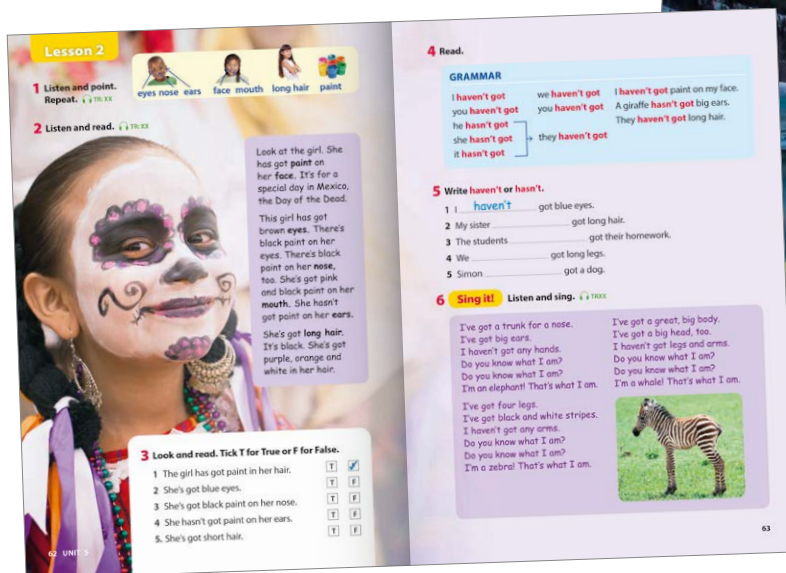 Lesson 2
1 Listen and point.
Repeat. TR: XX
eyes nose ears face mouth long hair paint
2 Listen and read. TR: XX
Look at the girl. She
has got paint on
her face. It's for a
special day in Mexico,
the Day of the Dead.
This girl has got
brown eyes. There's
black paint on her
eyes. There's black
paint on her nose,
too. She's got pink
and black paint on her
mouth. She hasn't
got paint on her ears.
She's got long hair.
It's black. She's got
purple, orange and
white in her hair.
3 Look and read. Tick T for True or F for False.
1 The girl has got paint in her hair. T
2 She's got blue eyes. T F
3 She's got black paint on her nose. T F
4 She hasn't got paint on her ears. T F
5. She's got short hair. T F
62 UNIT 5
4 Read.
GRAMMAR
I haven't got we haven't got I haven't got paint on my face.
you haven't got you haven't got A giraffe hasn't got big ears.
he hasn't got They haven't got long hair.
she hasn't got they haven't got
it hasn't got
5 Write haven't or hasn't.
1 I haven't got blue eyes.
2 My sister got long hair.
3 The students got their homework.
4 We got long legs.
5 Simon got a dog.
6 Sing it! Listen and sing. TR:XX
I've got a trunk for a nose.
I've got big ears.
I haven't got any hands.
Do you know what I am?
Do you know what I am?
I'm an elephant! That's what I am.
I've got four legs.
I've got black and white stripes.
I haven't got any arms.
Do you know what I am?
Do you know what I am?
I'm a zebra! That's what I am.
I've got a great, big body.
I've got a big head, too.
I haven't got legs and arms.
Do you know what I am?
Do you know what I am?
I'm a whale! That's what I am.
63